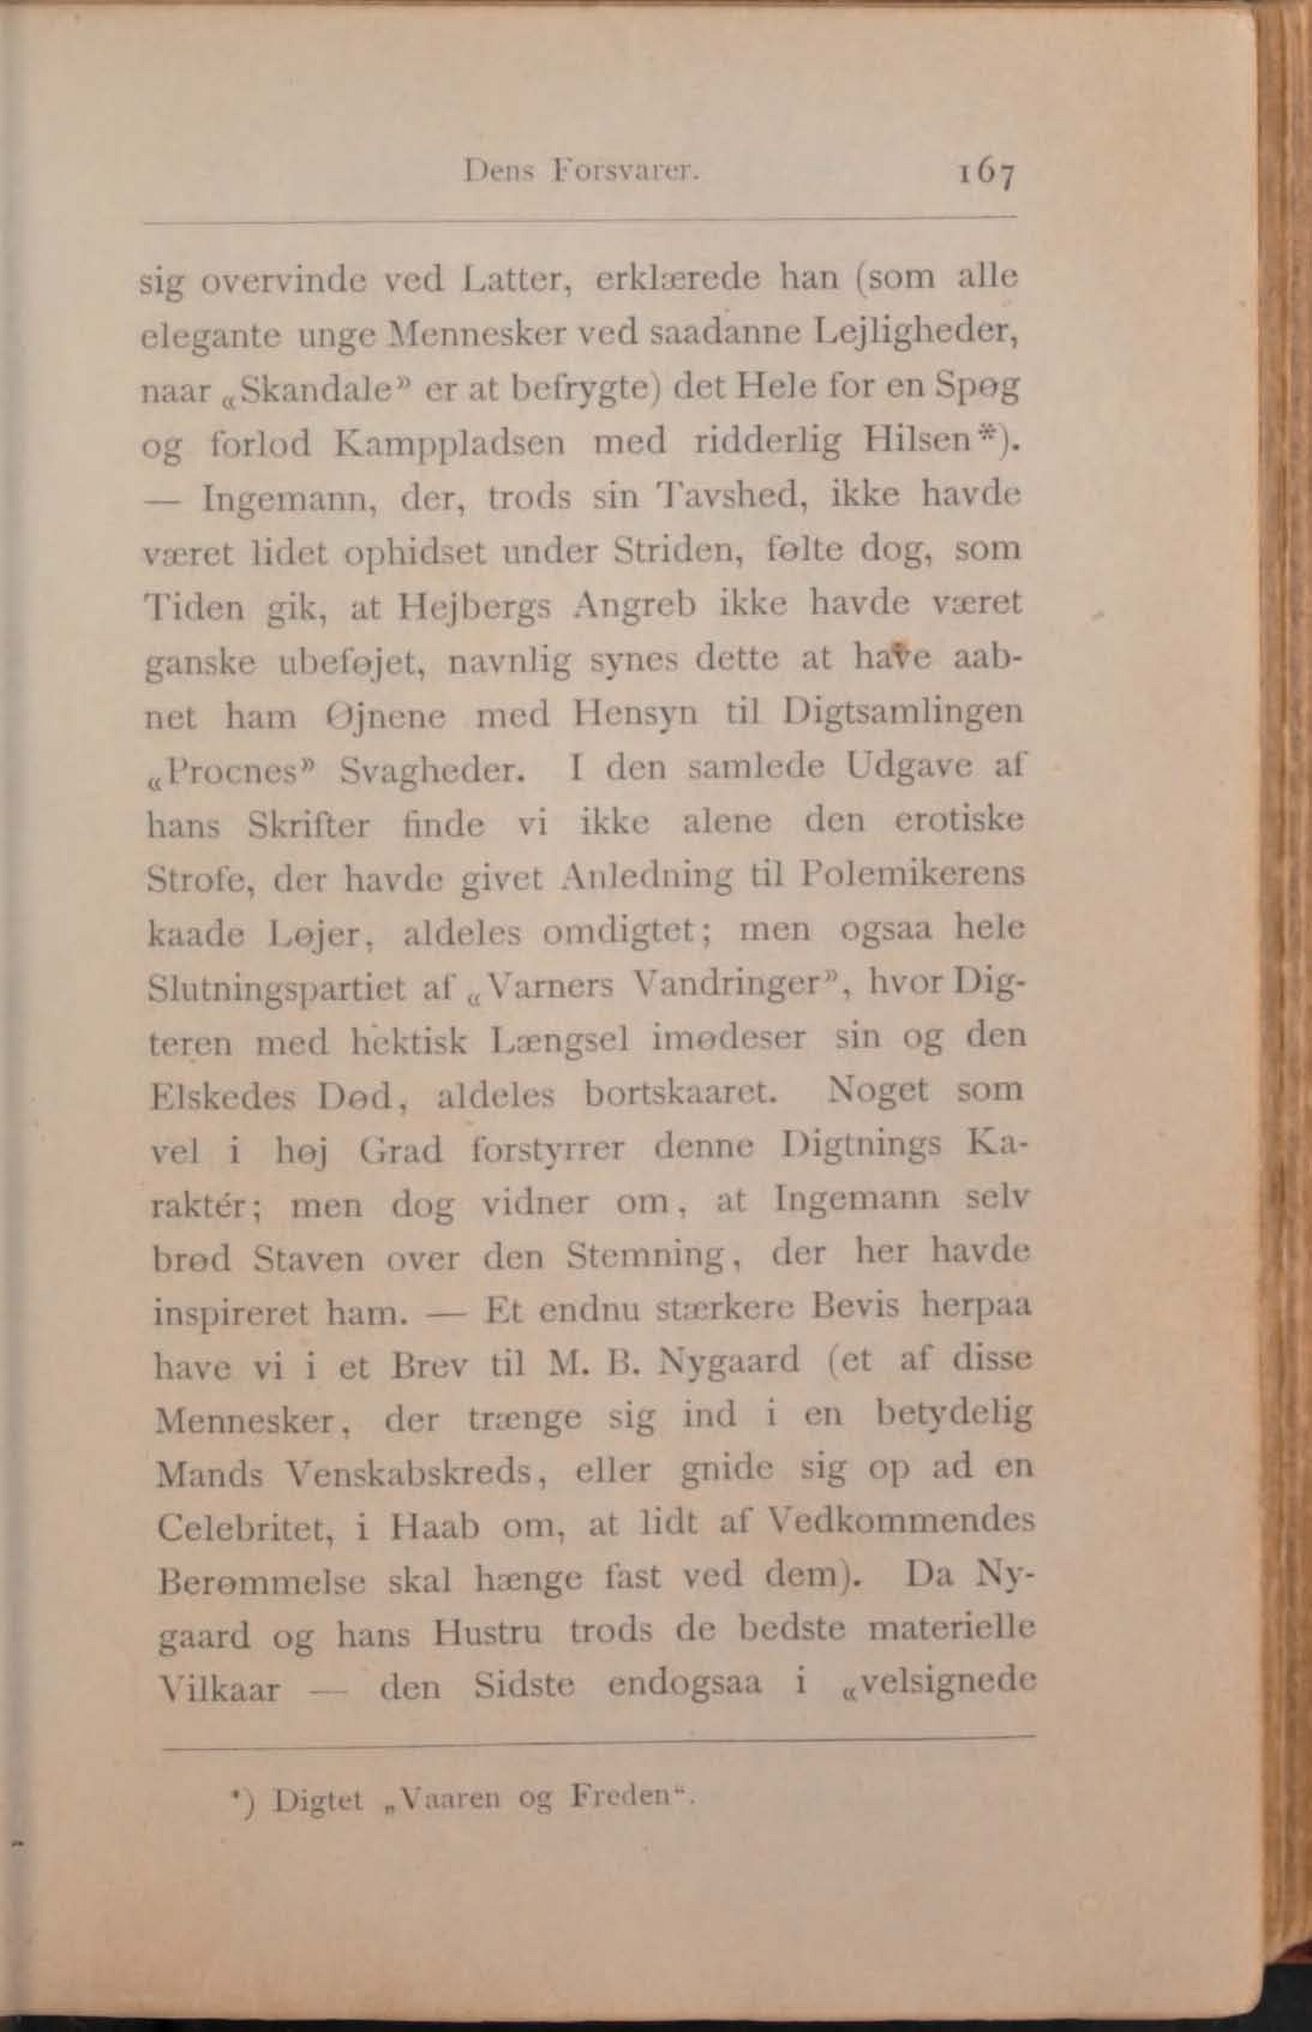 Dens Forsvarer. 167
sig overvinde ved Latter, erklærede han (som alle
elegante unge Mennesker ved saadanne Lejligheder,
naar „Skandale” er at befrygte) det Hele for en Spøg
og forlod Kamppladsen med ridderlig Hilsen*).
— Ingemann, der, trods sin Tavshed, ikke havde
været lidet ophidset under Striden, følte dog, som
Tiden gik, at Hejbergs Angreb ikke havde været
ganske ubeføjet, navnlig synes dette at have aab-
net ham Øjnene med Hensyn til Digtsamlingen
„Procnes” Svagheder. I den samlede Udgave af
hans Skrifter finde vi ikke alene den erotiske
Strofe, der havde givet Anledning til Polemikerens
kaade Løjer, aldeles omdigtet; men ogsaa hele
Slutningspartiet af „Varners Vandringer”, hvor Dig-
teren med hektisk Længsel imødeser sin og den
Elskedes Død, aldeles bortskaaret. Noget som
vel i høj Grad forstyrrer denne Digtnings Ka-
raktér; men dog vidner om, at Ingemann selv
brød Staven over den Stemning, der her havde
inspireret ham. — Et endnu stærkere Bevis herpaa
have vi i et Brev til M. B. Nygaard (et af disse
Mennesker, der trænge sig ind i en betydelig
Mands Venskabskreds, eller gnide sig op ad en
Celebritet, i Haab om, at lidt af Vedkommendes
Berømmelse skal hænge fast ved dem). Da Ny-
gaard og hans Hustru trods de bedste materielle
Vilkaar — den Sidste endogsaa i „velsignede
*) Digtet „Vaaren og Freden“.